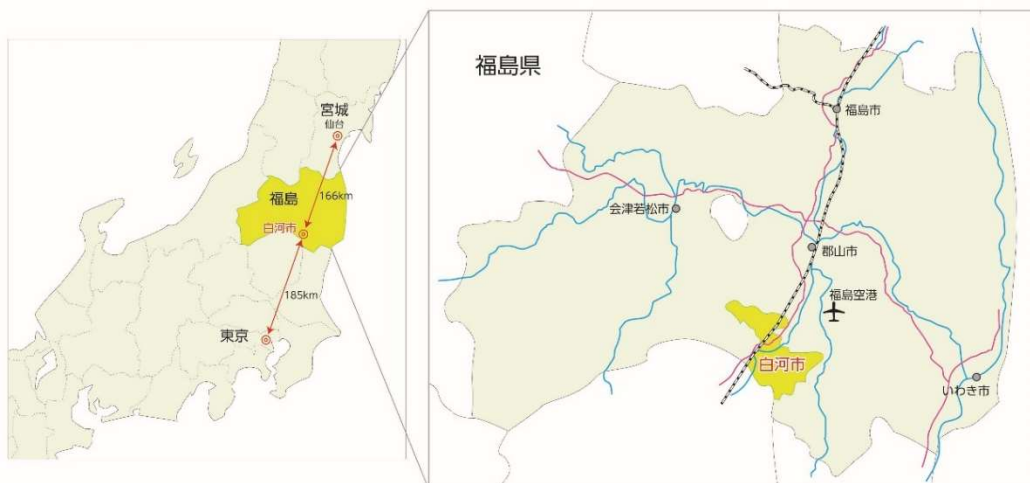 宮城
仙台
福島
166km
白河市
185km
東京
福島県
福島市
会津若松市
郡山市
福島空港
白河市
いわき市